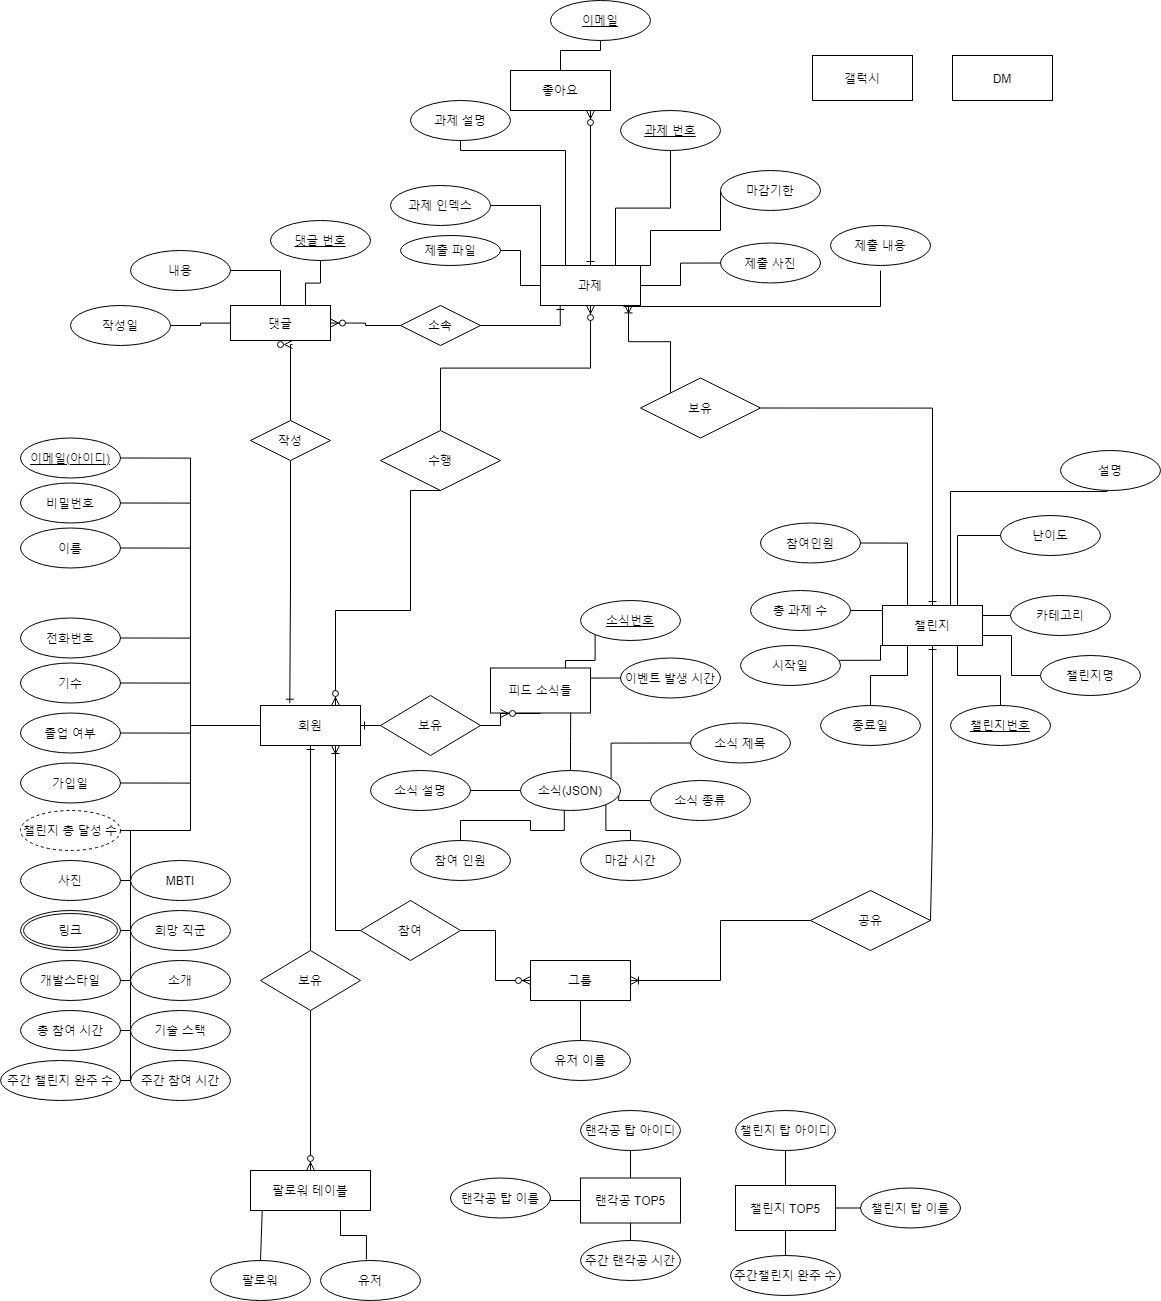 이메일
좋아요
갤럭시
DM
과제 설명
과제 번호
마감기한
과제 인덱스
제출 파일
제출 사진
제출 내용
과제
댓글 번호
내용
작성일
댓글
소속
보유
작성
수행
이메일(아이디)
비밀번호
이름
전화번호
기수
졸업 여부
가입일
챌린지 총 달성 수
사진
MBTI
링크
희망 직군
개발스타일
소개
총 참여 시간
기술 스택
주간 챌린지 완주 수
주간 참여 시간
설명
참여인원
난이도
총 과제 수
챌린지
카테고리
시작일
챌린지명
종료일
챌린지번호
소식번호
피드 소식들
이벤트 발생 시간
회원
보유
소식 제목
소식 설명
소식(JSON)
소식 종류
참여 인원
마감 시간
참여
공유
보유
그룹
유저 이름
팔로워 테이블
팔로워
유저
랜각공 탑 아이디
랜각공 탑 이름
랜각공 TOP5
주간 랜각공 시간
챌린지 탑 아이디
챌린지 TOP5
챌린지 탑 이름
주간챌린지 완주 수